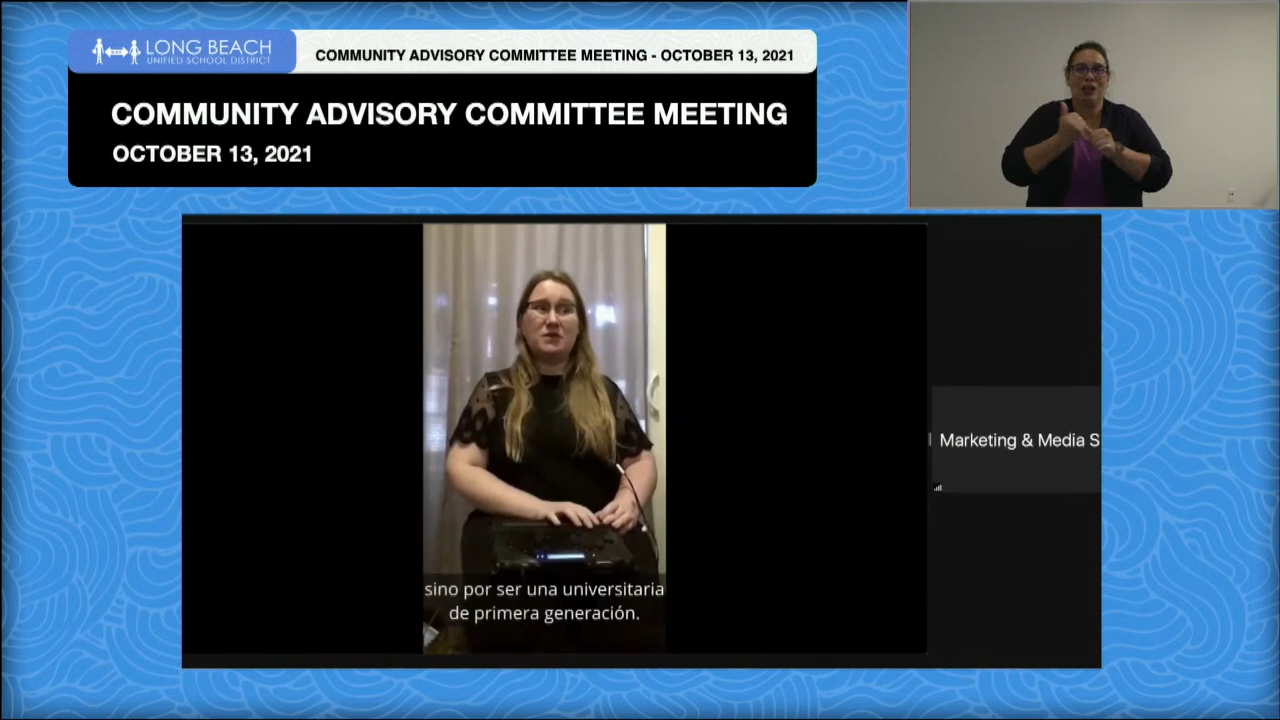 LONG BEACH
UNIFIED SCHOOL DISTRICT
COMMUNITY ADVISORY COMMITTEE MEETING - OCTOBER 13, 2021
COMMUNITY ADVISORY COMMITTEE MEETING
OCTOBER 13, 2021
Marketing & Media S
sino por ser una universitaria
de primera generación.